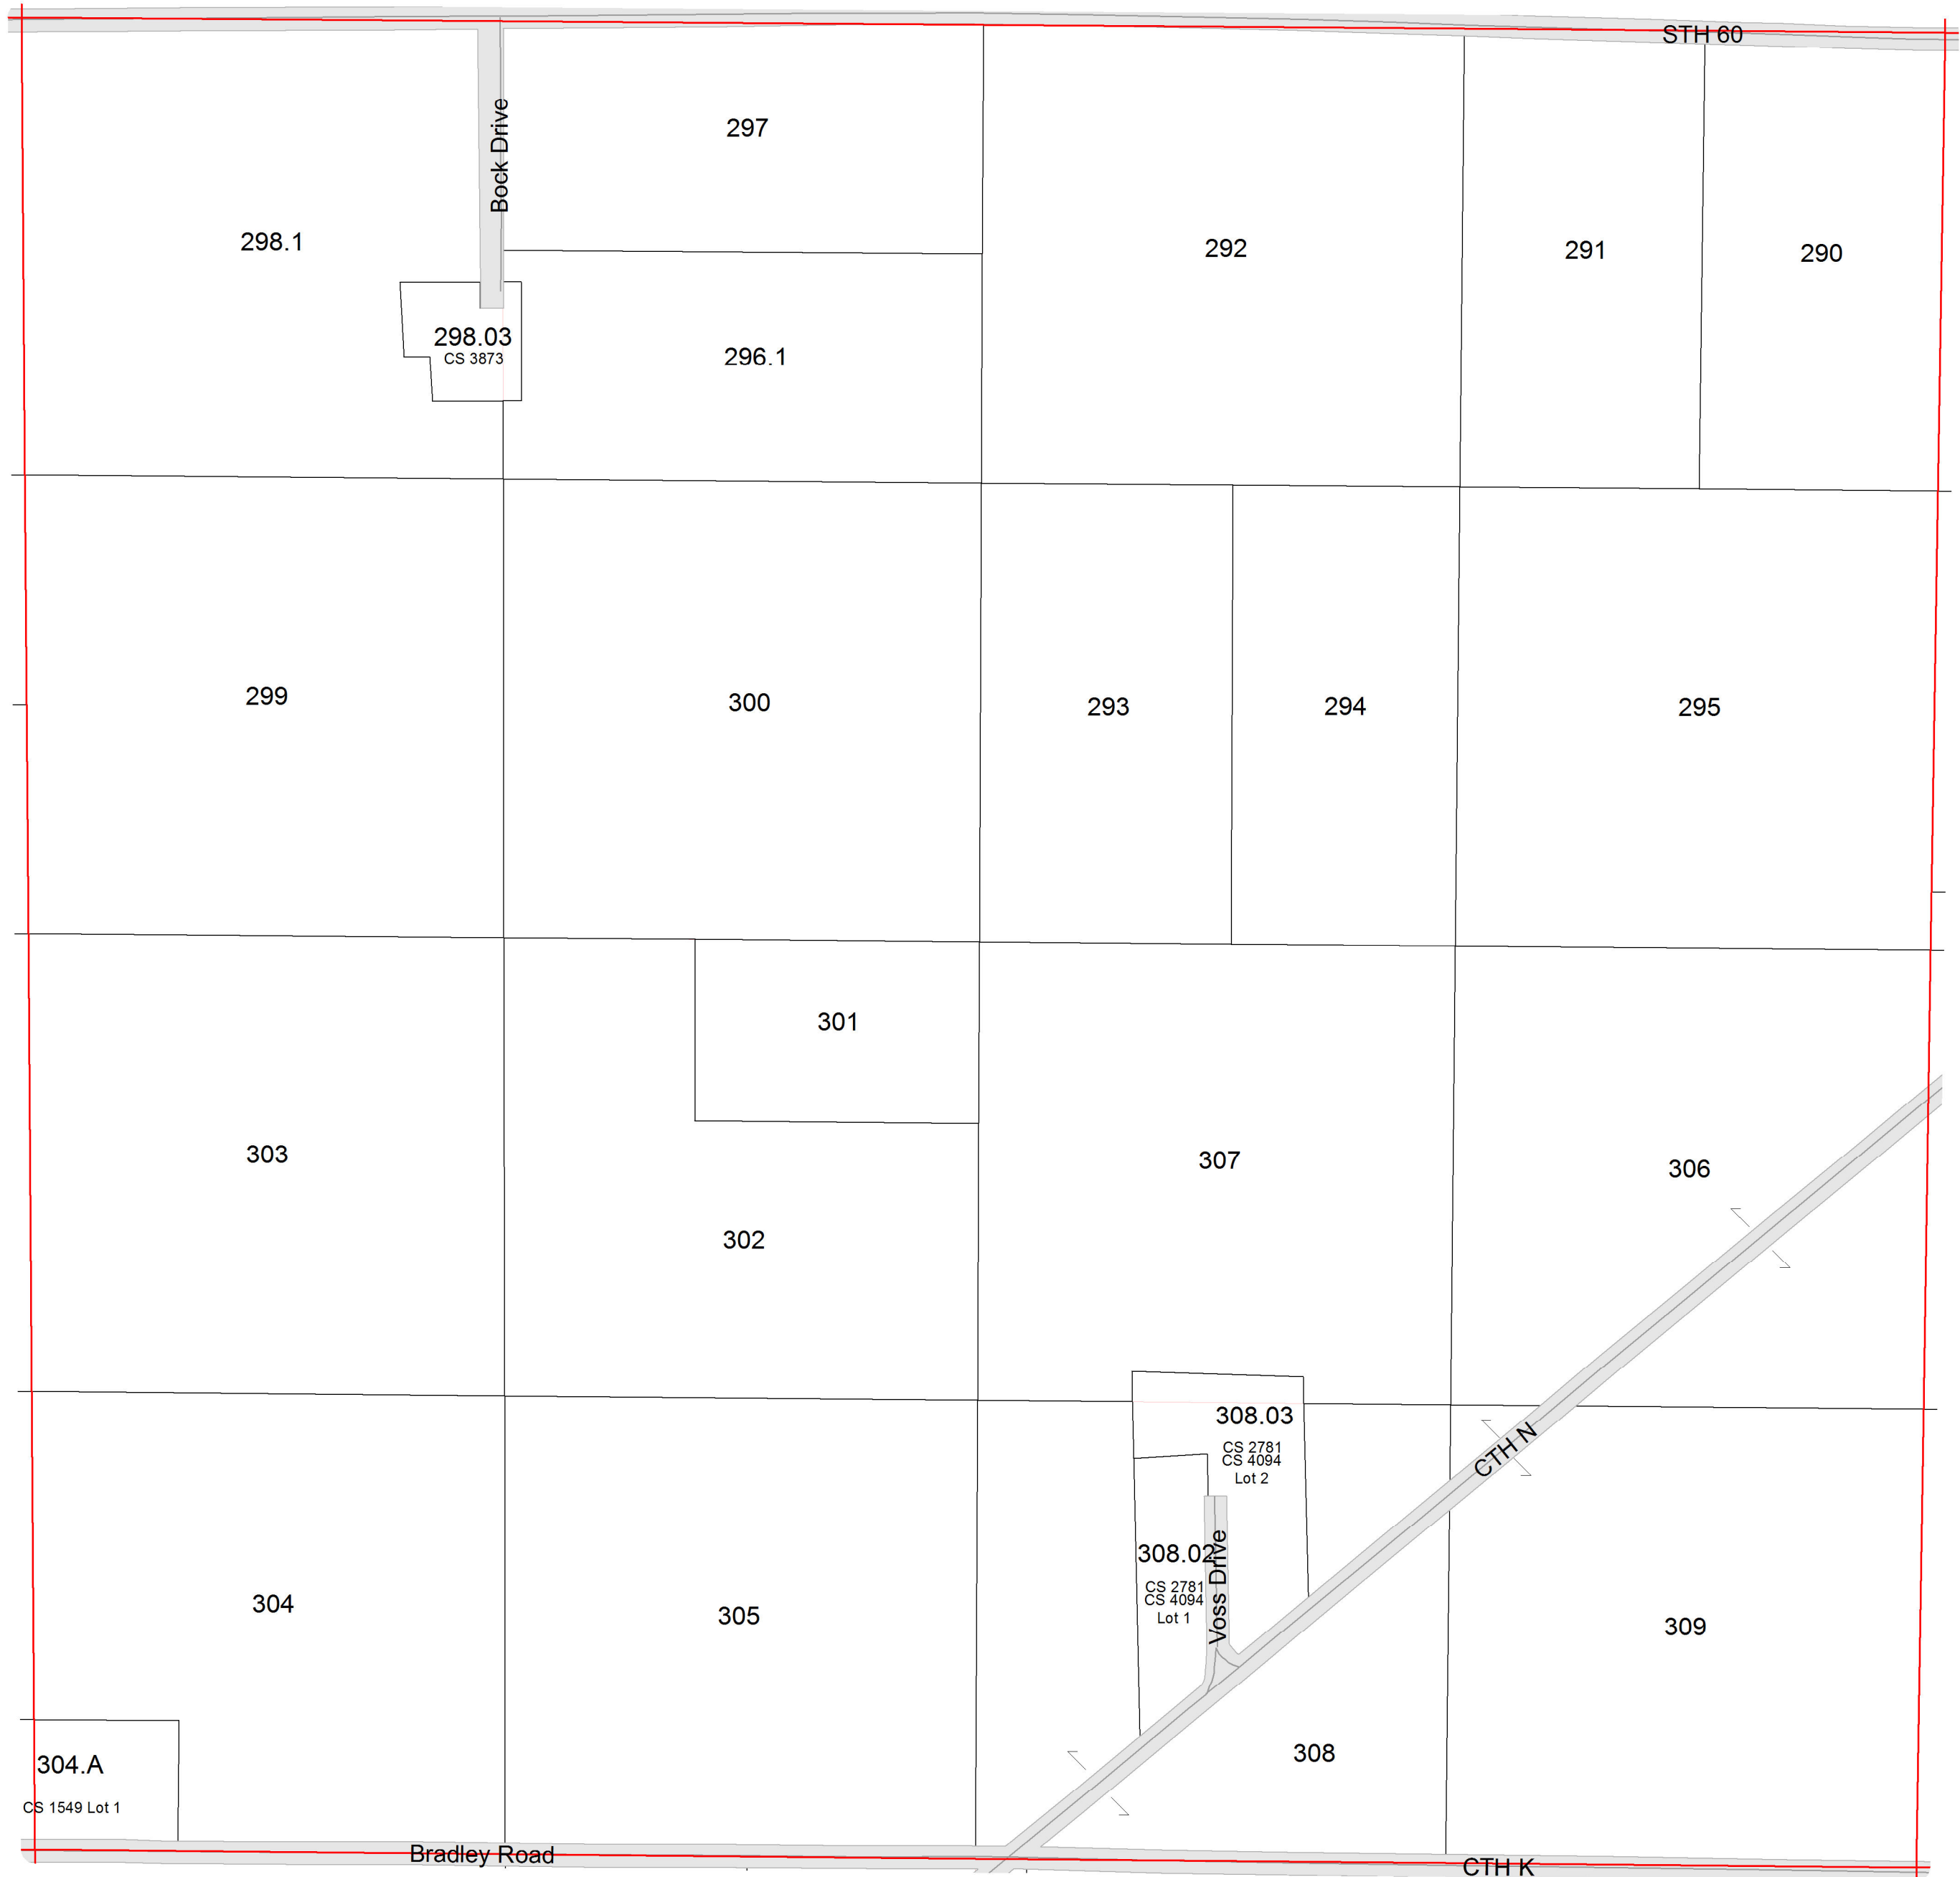 STH 60
Bock Drive
297
298.1
292
291
290
298.03
CS 3873
296.1
299
300
293
294
295
301
303
307
306
302
308.03
CS 2781
CS 4094
Lot 2
CTH N
308.02
CS 2781
CS 4094
Lot 1
Voss Drive
304
305
309
308
304.A
CS 1549 Lot 1
Bradley Road
CTH K